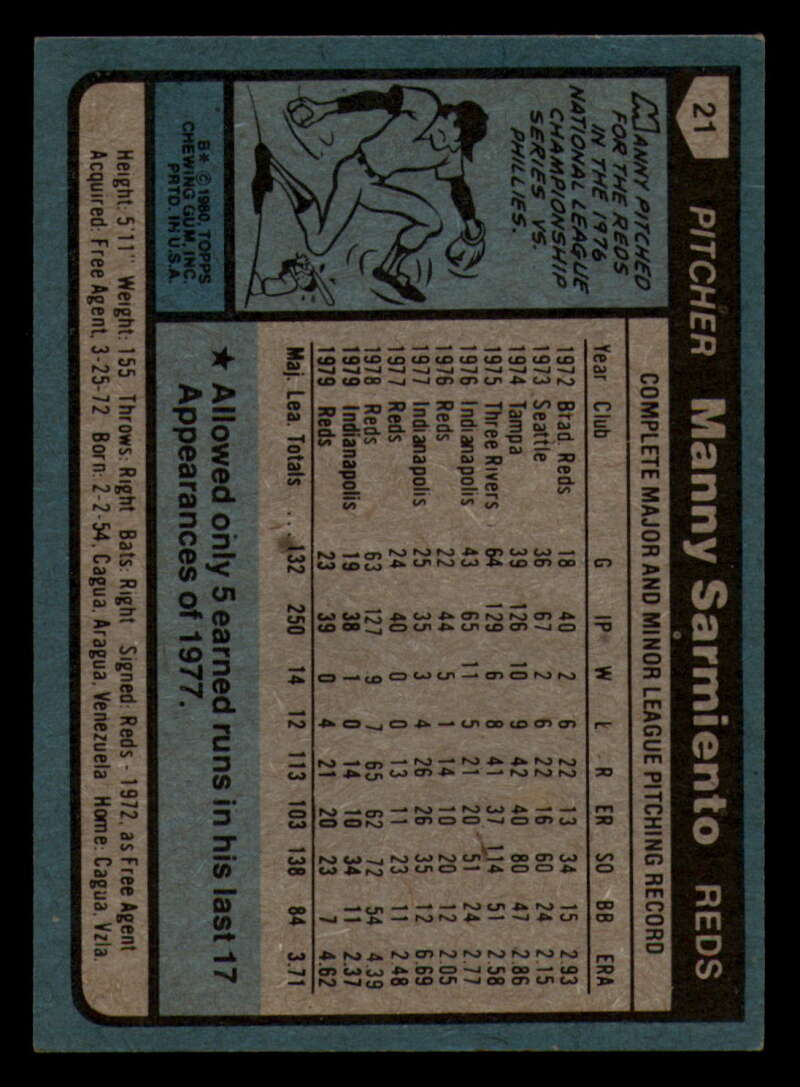 21 PITCHER Manny Sarmiento REDS
MANNY PITCHED
FOR THE REDS
IN THE 1976
NATIONAL LEAGUE
CHAMPIONSHIP
SERIES VS.
PHILLIES.
B* © 1980 TOPPS
CHEWING GUM, INC.
PRTD. IN U.S.A.
COMPLETE MAJOR AND MINOR LEAGUE PITCHING RECORD
Year Club G IP W L R ER SO BB ERA
1972 Brad. Reds 18 40 2 6 22 13 34 15 2.93
1973 Seattle 36 67 2 6 22 16 60 24 2.15
1974 Tampa 39 126 10 9 42 40 80 47 2.86
1975 Three Rivers 64 129 6 8 41 37 114 51 2.58
1976 Indianapolis 43 65 11 5 21 20 51 24 2.77
1976 Reds 22 44 5 1 14 10 20 12 2.05
1977 Indianapolis 25 35 3 4 26 26 35 12 6.69
1977 Reds 24 40 0 0 13 11 23 11 2.48
1978 Reds 63 127 9 7 65 62 72 54 4.39
1979 Indianapolis 19 38 1 0 14 10 34 11 2.37
1979 Reds 23 39 0 4 21 20 23 7 4.62
Maj. Lea. Totals . . 132 250 14 12 113 103 138 84 3.71
★ Allowed only 5 earned runs in his last 17
Appearances of 1977.
Height: 5'11" Weight: 155 Throws: Right Bats: Right Signed: Reds - 1972, as Free Agent
Acquired: Free Agent, 3-25-72 Born: 2-2-54, Cagua, Aragua, Venezuela Home: Cagua, Vzla.